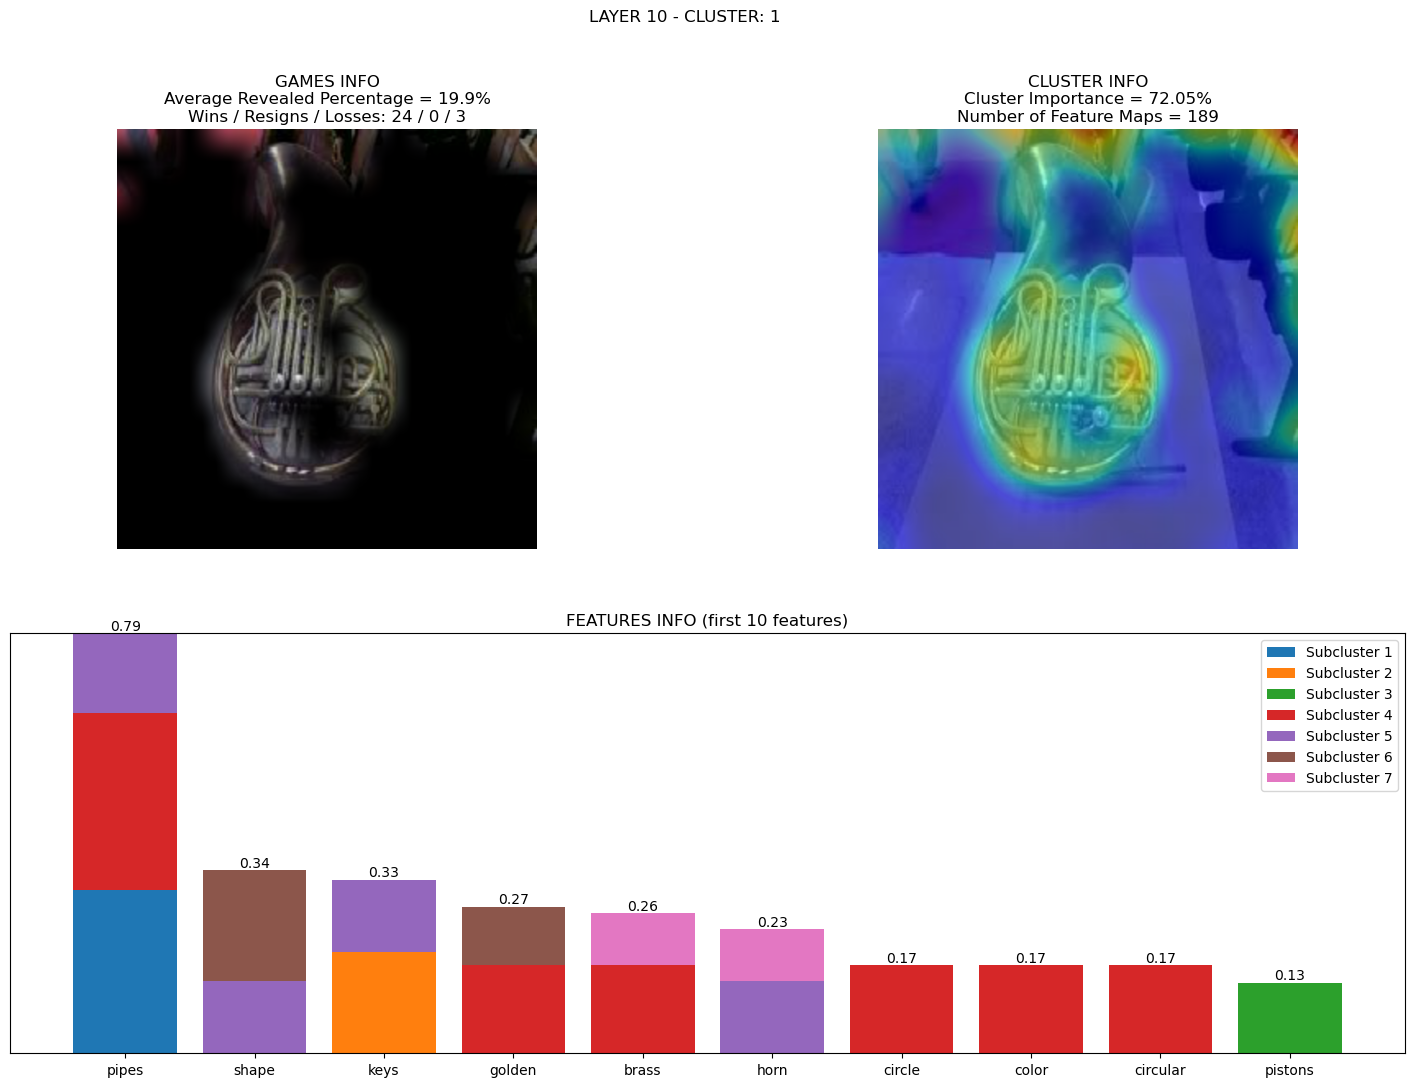 LAYER 10 - CLUSTER: 1
GAMES INFO
Average Revealed Percentage = 19.9%
Wins / Resigns / Losses: 24 / 0 / 3
CLUSTER INFO
Cluster Importance = 72.05%
Number of Feature Maps = 189
FEATURES INFO (first 10 features)
0.79
0.34
0.33
0.27
0.26
0.23
0.17
0.17
0.17
0.13
Subcluster 1
Subcluster 2
Subcluster 3
Subcluster 4
Subcluster 5
Subcluster 6
Subcluster 7
pipes
shape
keys
golden
brass
horn
circle
color
circular
pistons